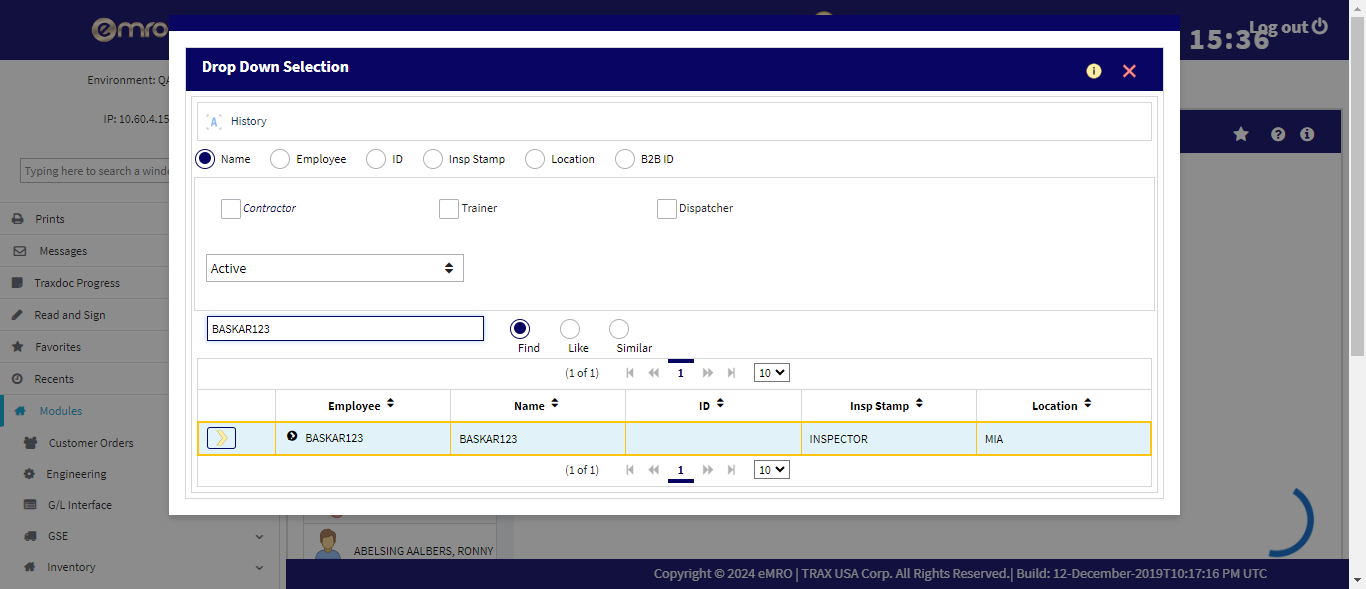 emro
Log out
15:36
Environment: QA
IP: 10.60.4.15
Typing here to search a wind
Prints
Messages
Traxdoc Progress
Read and Sign
Favorites
Recents
Modules
Customer Orders
Engineering
G/L Interface
GSE
Inventory
Drop Down Selection
A History
Name Employee ID Insp Stamp Location B2B ID
Contractor Trainer Dispatcher
Active
BASKAR123
Find Like Similar
(1 of 1) 1 10
Employee Name ID Insp Stamp Location
BASKAR123 BASKAR123 INSPECTOR MIA
(1 of 1) 1 10
ABELSING AALBERS, RONNY
Copyright © 2024 eMRO | TRAX USA Corp. All Rights Reserved.| Build: 12-December-2019T10:17:16 PM UTC